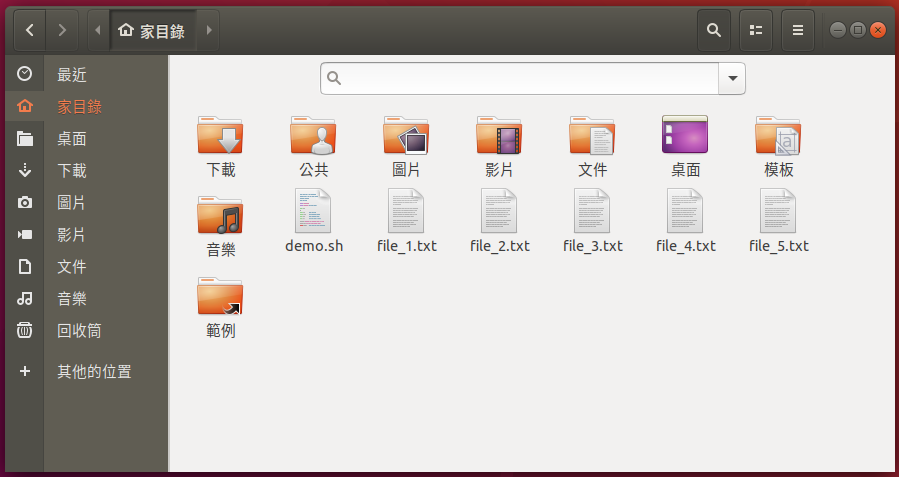 家目錄
最近
家目錄
桌面
下載
圖片
影片
文件
音樂
回收筒
其他的位置
下載 公共 圖片 影片 文件 桌面 模板
音樂 demo.sh file_1.txt file_2.txt file_3.txt file_4.txt file_5.txt
範例